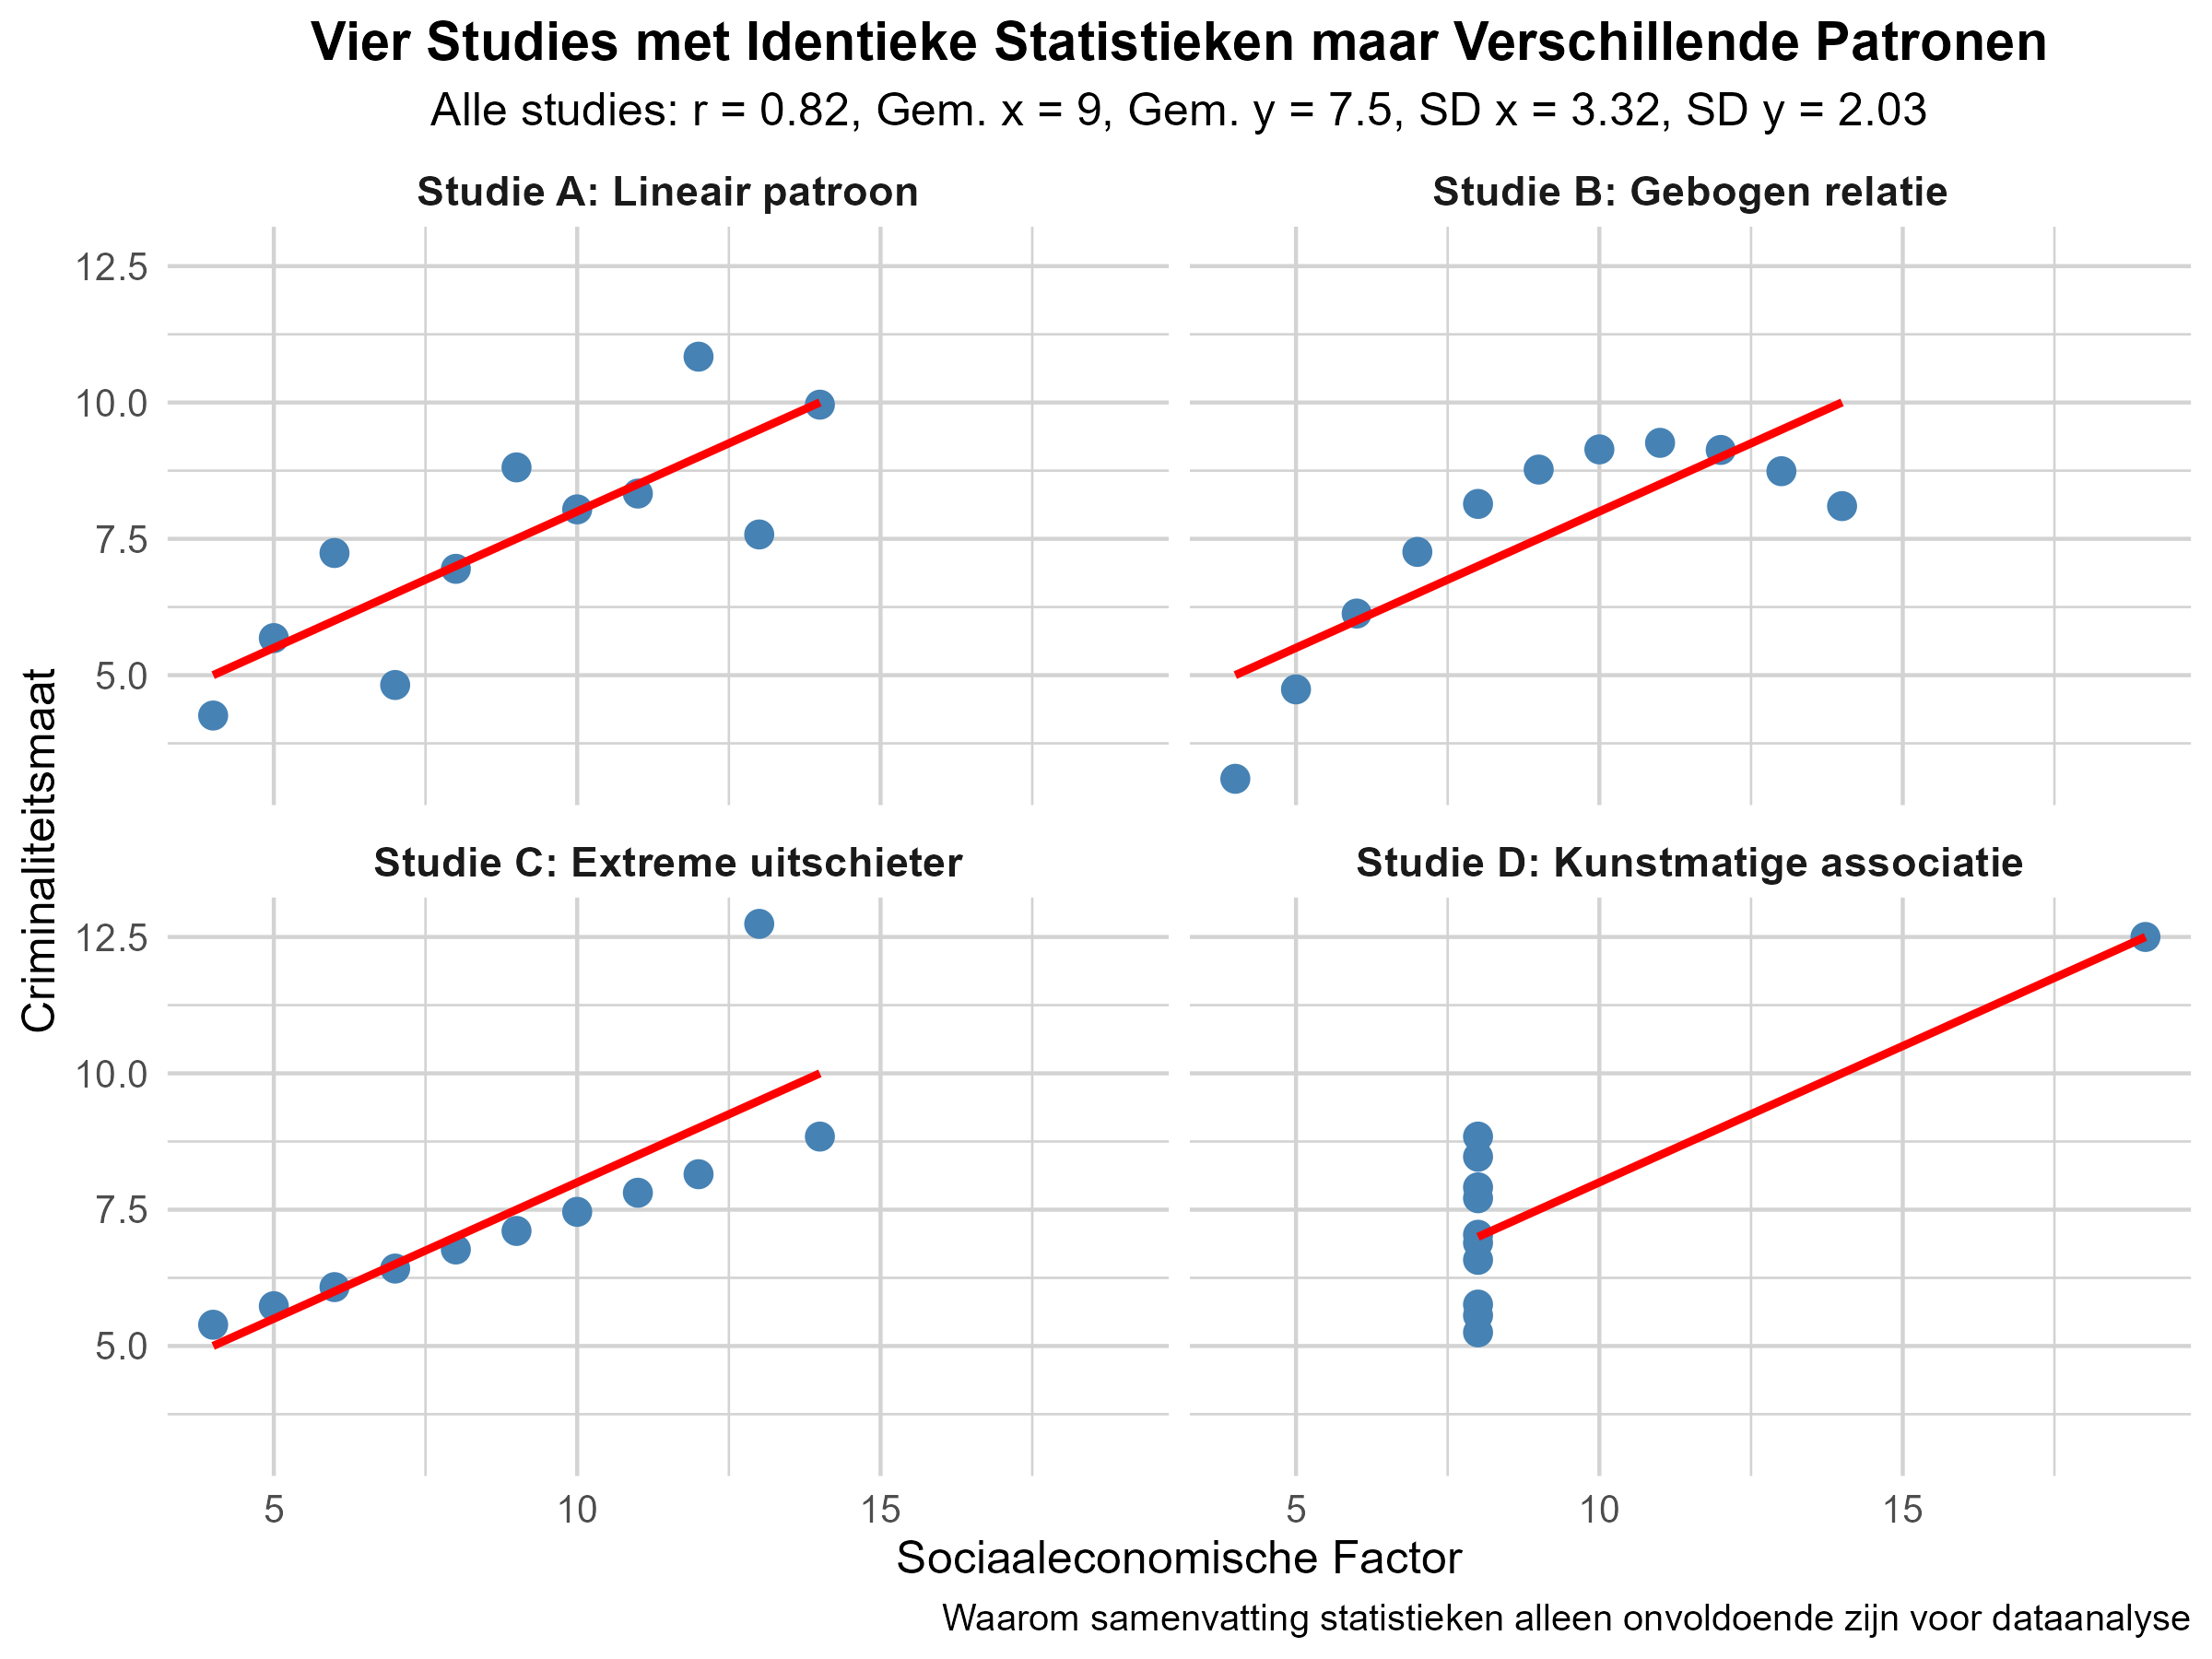 Vier Studies met Identieke Statistieken maar Verschillende Patronen
Alle studies: r = 0.82, Gem. x = 9, Gem. y = 7.5, SD x = 3.32, SD y = 2.03
Studie A: Lineair patroon
Studie B: Gebogen relatie
12.5
10.0
7.5
5.0
Studie C: Extreme uitschieter
Studie D: Kunstmatige associatie
12.5
10.0
7.5
5.0
5 10 15
5 10 15
Criminaliteitsmaat
Sociaaleconomische Factor
Waarom samenvatting statistieken alleen onvoldoende zijn voor dataanalyse